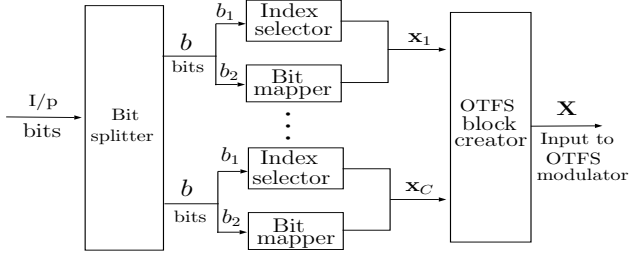 I/p
bits
Bit
splitter
b
bits
b₁
Index
selector
b₂
Bit
mapper
x₁
b
bits
b₁
Index
selector
b₂
Bit
mapper
x_C
OTFS
block
creator
X
Input to
OTFS
modulator